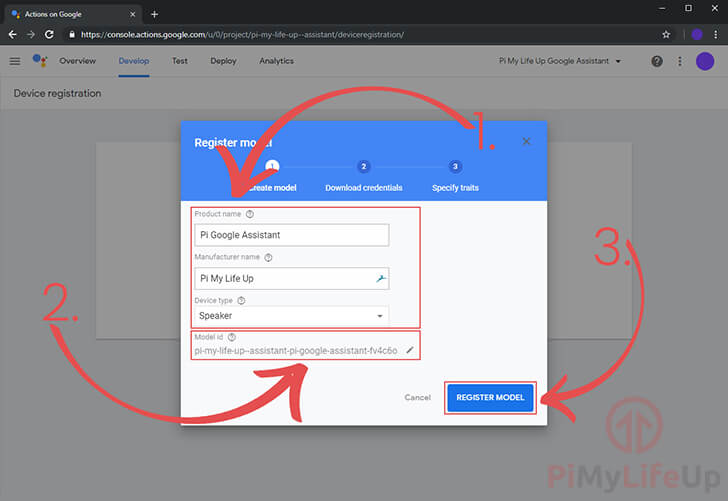 Actions on Google
https://console.actions.google.com/u/0/project/pi-my-life-up--assistant/deviceregistration/
Overview Develop Test Deploy Analytics Pi My Life Up Google Assistant
Device registration
1.
Register model
1 2 3
Create model Download credentials Specify traits
Product name
Pi Google Assistant
3.
Manufacturer name
Pi My Life Up
2.
Device type
Speaker
Model id
pi-my-life-up--assistant-pi-google-assistant-fv4c6o
Cancel REGISTER MODEL
PiMyLifeUp